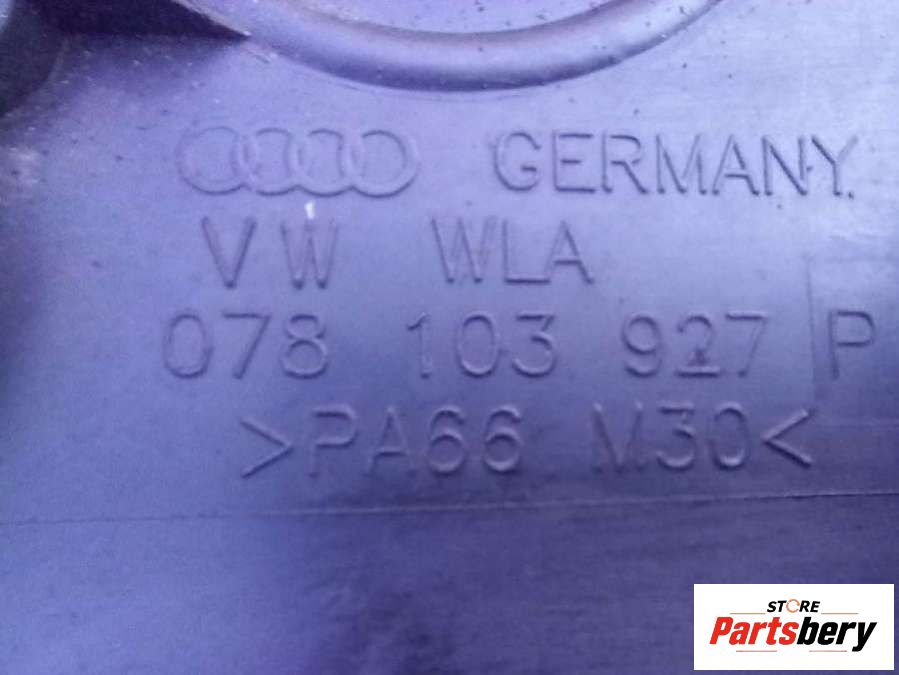 GERMANY.
VW WLA
078 103 927 P
>PA66 M30<
STORE
Partsbery